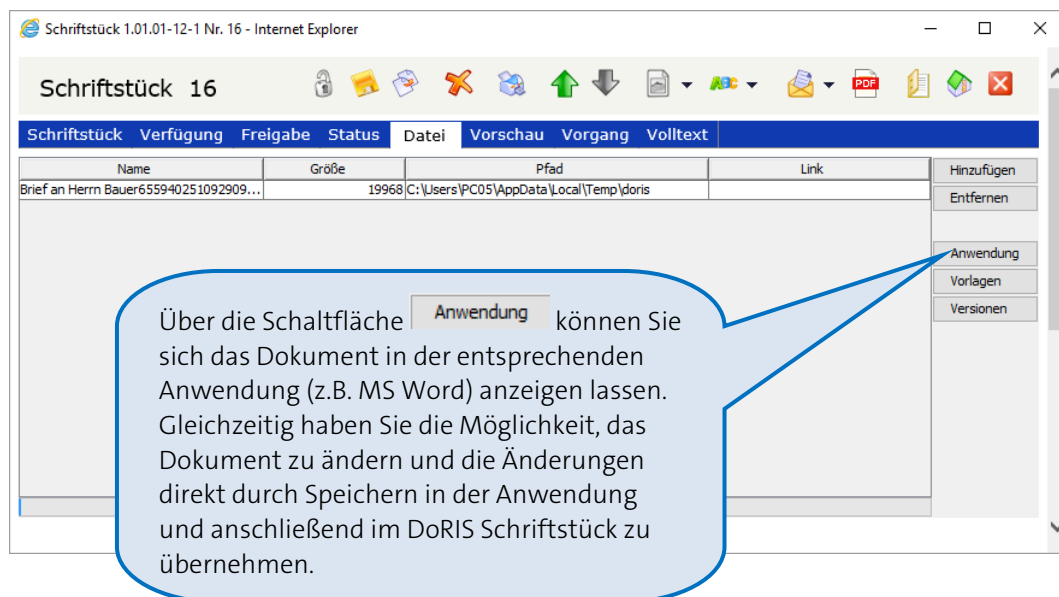 Schriftstück 1.01.01-12-1 Nr. 16 - Internet Explorer
Schriftstück 16
ABC
PDF
Schriftstück Verfügung Freigabe Status Datei Vorschau Vorgang Volltext
Name Größe Pfad Link
Brief an Herrn Bauer655940251092909... 19968 C:\Users\PC05\AppData\Local\Temp\doris
Hinzufügen
Entfernen
Anwendung
Vorlagen
Versionen
Über die Schaltfläche Anwendung können Sie
sich das Dokument in der entsprechenden
Anwendung (z.B. MS Word) anzeigen lassen.
Gleichzeitig haben Sie die Möglichkeit, das
Dokument zu ändern und die Änderungen
direkt durch Speichern in der Anwendung
und anschließend im DoRIS Schriftstück zu
übernehmen.